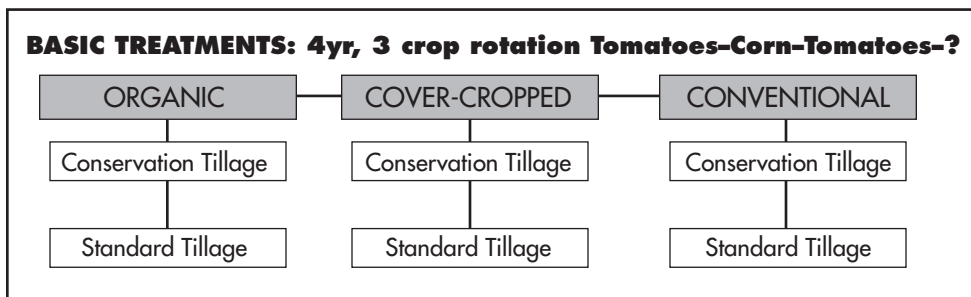 BASIC TREATMENTS: 4yr, 3 crop rotation Tomatoes–Corn–Tomatoes–?
ORGANIC COVER-CROPPED CONVENTIONAL
Conservation Tillage Conservation Tillage Conservation Tillage
Standard Tillage Standard Tillage Standard Tillage